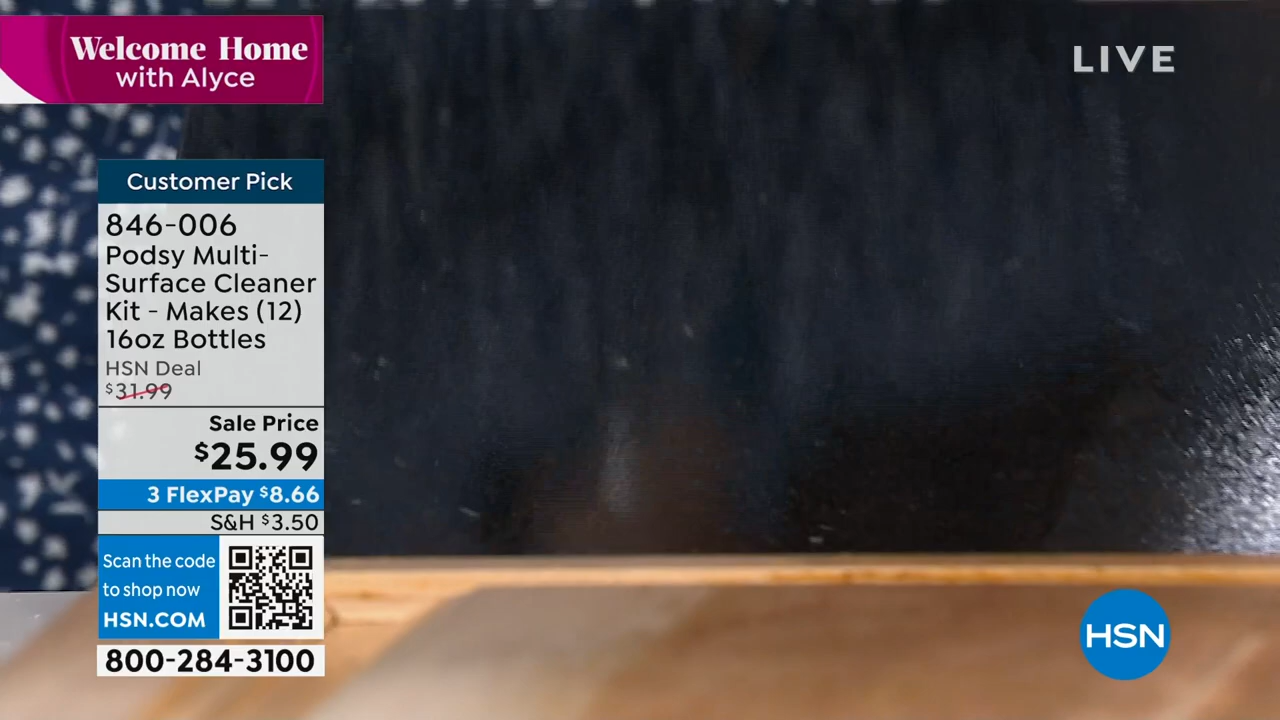 Welcome Home
with Alyce
LIVE
Customer Pick
846-006
Podsy Multi-
Surface Cleaner
Kit - Makes (12)
16oz Bottles
HSN Deal
$31.99
Sale Price
$25.99
3 FlexPay $8.66
S&H $3.50
Scan the code
to shop now
HSN.COM
800-284-3100
HSN